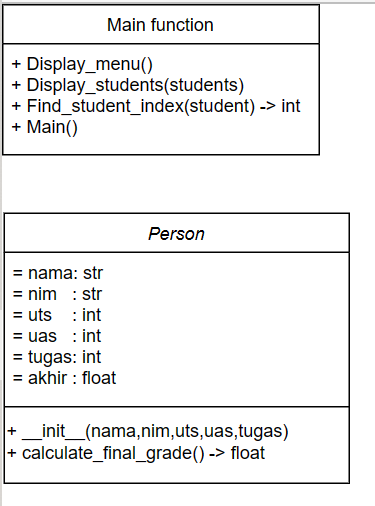 Main function
+ Display_menu()
+ Display_students(students)
+ Find_student_index(student) -> int
+ Main()
Person
= nama: str
= nim : str
= uts : int
= uas : int
= tugas: int
= akhir : float
+ __init__(nama,nim,uts,uas,tugas)
+ calculate_final_grade() -> float